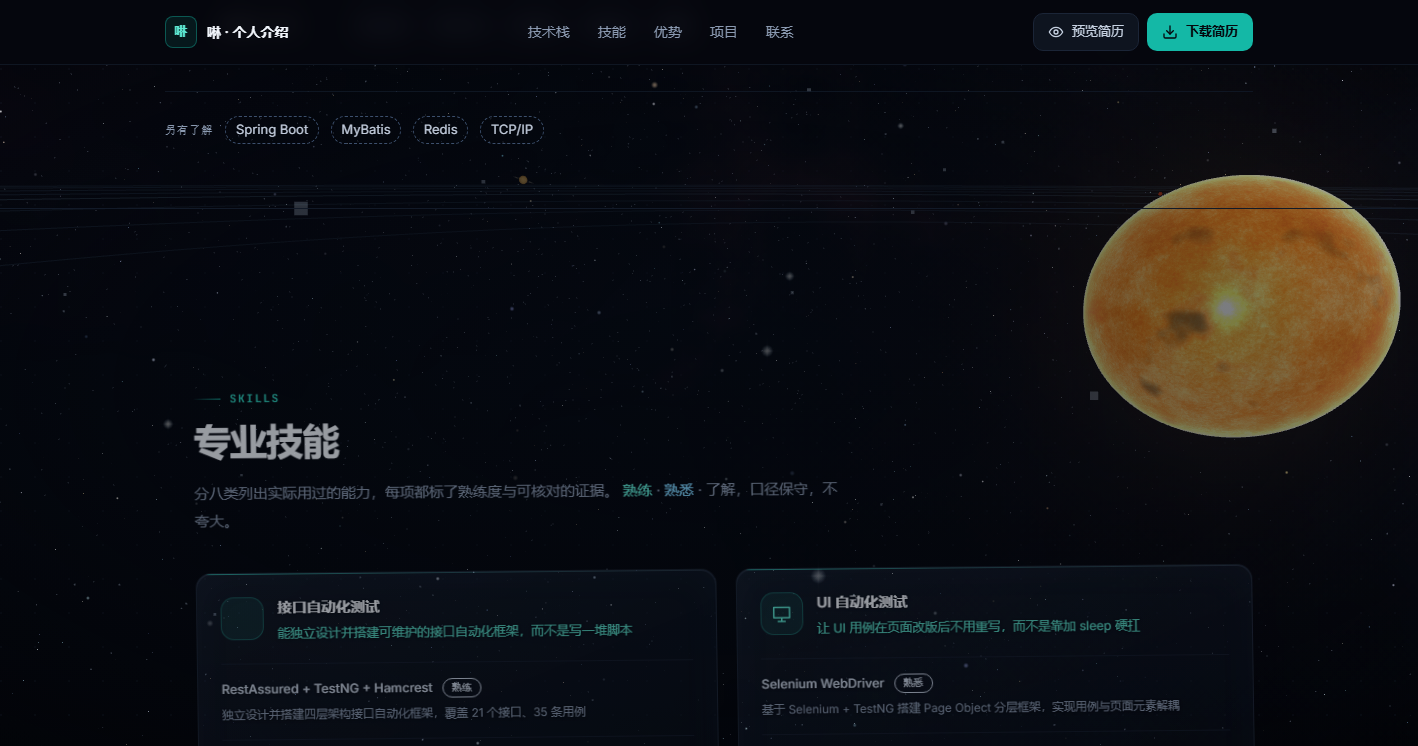 啉
啉 · 个人介绍
技术栈
技能
优势
项目
联系
预览简历
下载简历
另有了解
Spring Boot
MyBatis
Redis
TCP/IP
SKILLS
专业技能
分八类列出实际用过的能力，每项都标了熟练度与可核对的证据。 熟练 · 熟悉 · 了解，口径保守，不
夸大。
接口自动化测试
能独立设计并搭建可维护的接口自动化框架，而不是写一堆脚本
RestAssured + TestNG + Hamcrest
熟练
独立设计并搭建四层架构接口自动化框架，覆盖 21 个接口、35 条用例
UI 自动化测试
让 UI 用例在页面改版后不用重写，而不是靠加 sleep 硬扛
Selenium WebDriver
熟悉
基于 Selenium + TestNG 搭建 Page Object 分层框架，实现用例与页面元素解耦